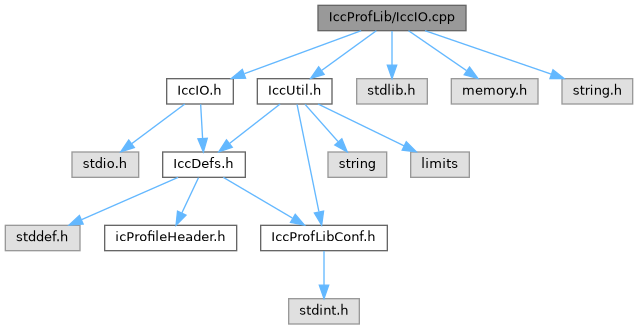 IccProfLib/IccIO.cpp
IccIO.h
IccUtil.h
stdlib.h
memory.h
string.h
stdio.h
IccDefs.h
string
limits
stddef.h
icProfileHeader.h
IccProfLibConf.h
stdint.h